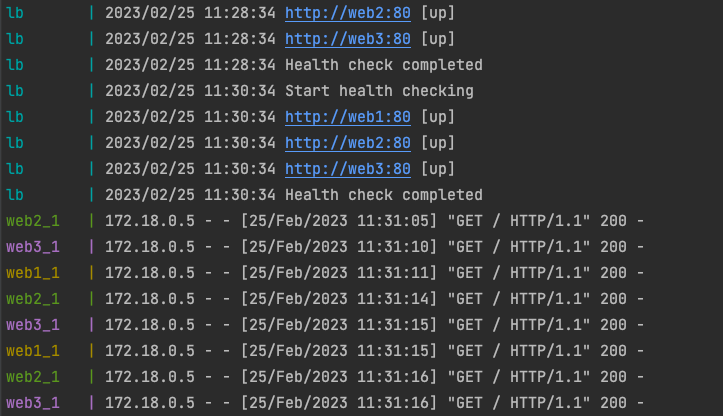 lb | 2023/02/25 11:28:34 http://web2:80 [up]
lb | 2023/02/25 11:28:34 http://web3:80 [up]
lb | 2023/02/25 11:28:34 Health check completed
lb | 2023/02/25 11:30:34 Start health checking
lb | 2023/02/25 11:30:34 http://web1:80 [up]
lb | 2023/02/25 11:30:34 http://web2:80 [up]
lb | 2023/02/25 11:30:34 http://web3:80 [up]
lb | 2023/02/25 11:30:34 Health check completed
web2_1 | 172.18.0.5 - - [25/Feb/2023 11:31:05] "GET / HTTP/1.1" 200 -
web3_1 | 172.18.0.5 - - [25/Feb/2023 11:31:10] "GET / HTTP/1.1" 200 -
web1_1 | 172.18.0.5 - - [25/Feb/2023 11:31:11] "GET / HTTP/1.1" 200 -
web2_1 | 172.18.0.5 - - [25/Feb/2023 11:31:14] "GET / HTTP/1.1" 200 -
web3_1 | 172.18.0.5 - - [25/Feb/2023 11:31:15] "GET / HTTP/1.1" 200 -
web1_1 | 172.18.0.5 - - [25/Feb/2023 11:31:15] "GET / HTTP/1.1" 200 -
web2_1 | 172.18.0.5 - - [25/Feb/2023 11:31:16] "GET / HTTP/1.1" 200 -
web3_1 | 172.18.0.5 - - [25/Feb/2023 11:31:16] "GET / HTTP/1.1" 200 -